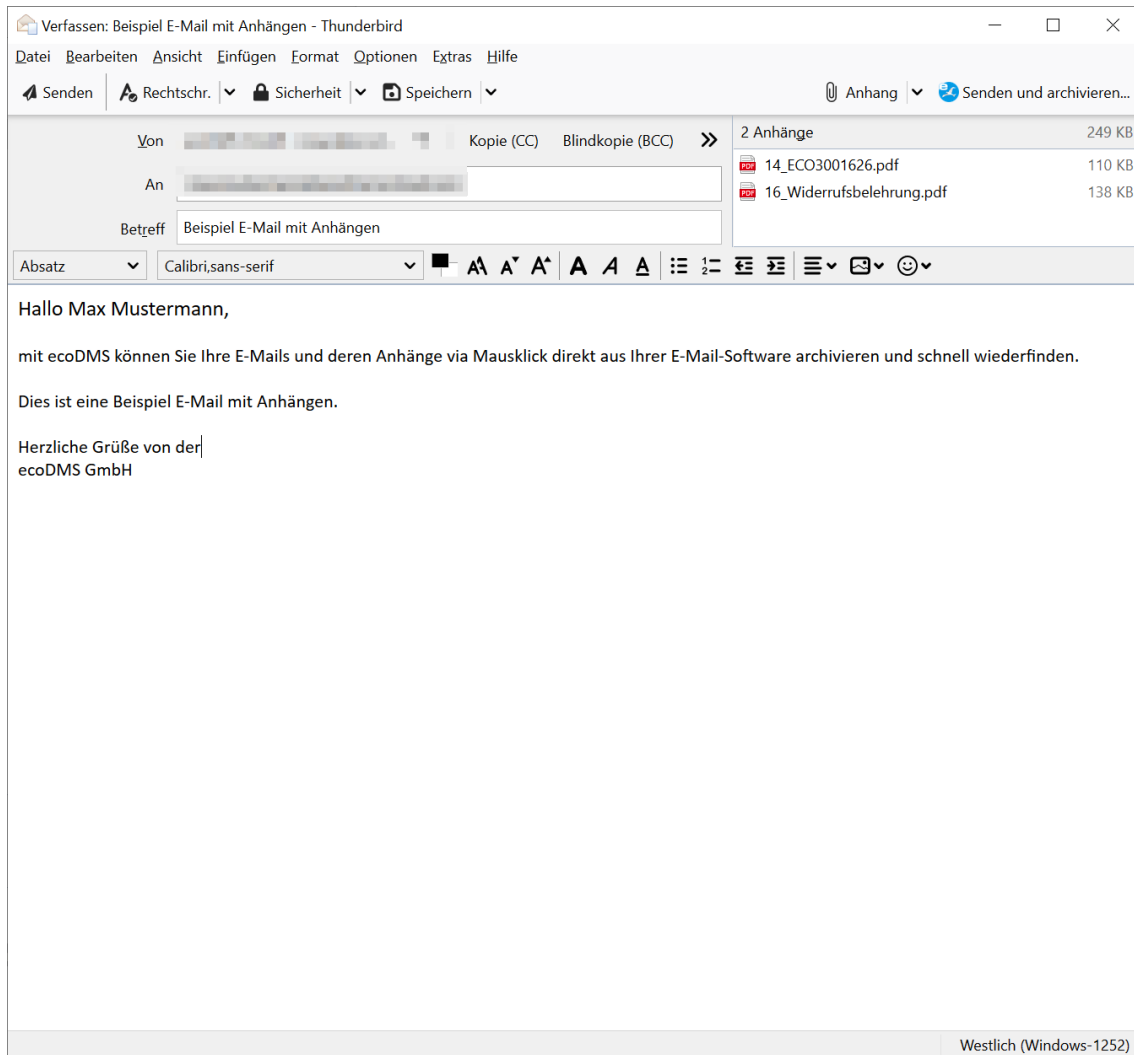 Verfassen: Beispiel E-Mail mit Anhängen - Thunderbird
Datei Bearbeiten Ansicht Einfügen Format Optionen Extras Hilfe
Senden Rechtschr. Sicherheit Speichern Anhang Senden und archivieren...
Von Kopie (CC) Blindkopie (BCC)
An
Betreff Beispiel E-Mail mit Anhängen
2 Anhänge 249 KB
14_ECO3001626.pdf 110 KB
16_Widerrufsbelehrung.pdf 138 KB
Absatz Calibri,sans-serif
Hallo Max Mustermann,
mit ecoDMS können Sie Ihre E-Mails und deren Anhänge via Mausklick direkt aus Ihrer E-Mail-Software archivieren und schnell wiederfinden.
Dies ist eine Beispiel E-Mail mit Anhängen.
Herzliche Grüße von der
ecoDMS GmbH
Westlich (Windows-1252)